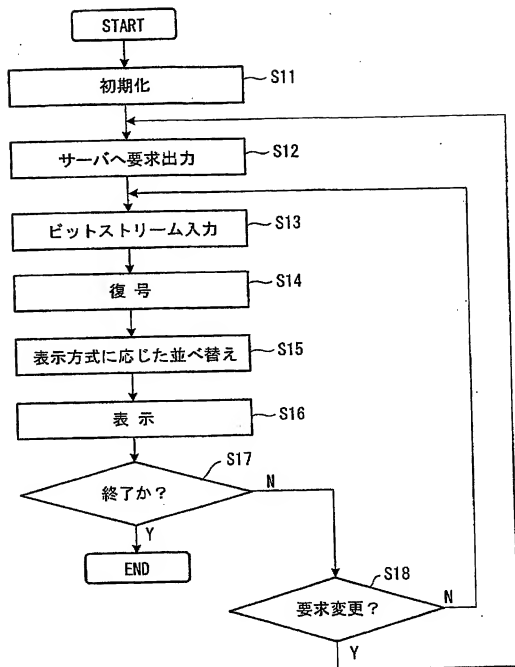 START
初期化
S11
サーバへ要求出力
S12
ビットストリーム入力
S13
復 号
S14
表示方式に応じた並べ替え
S15
表 示
S16
S17
終了か？
N
Y
END
S18
要求変更？
N
Y